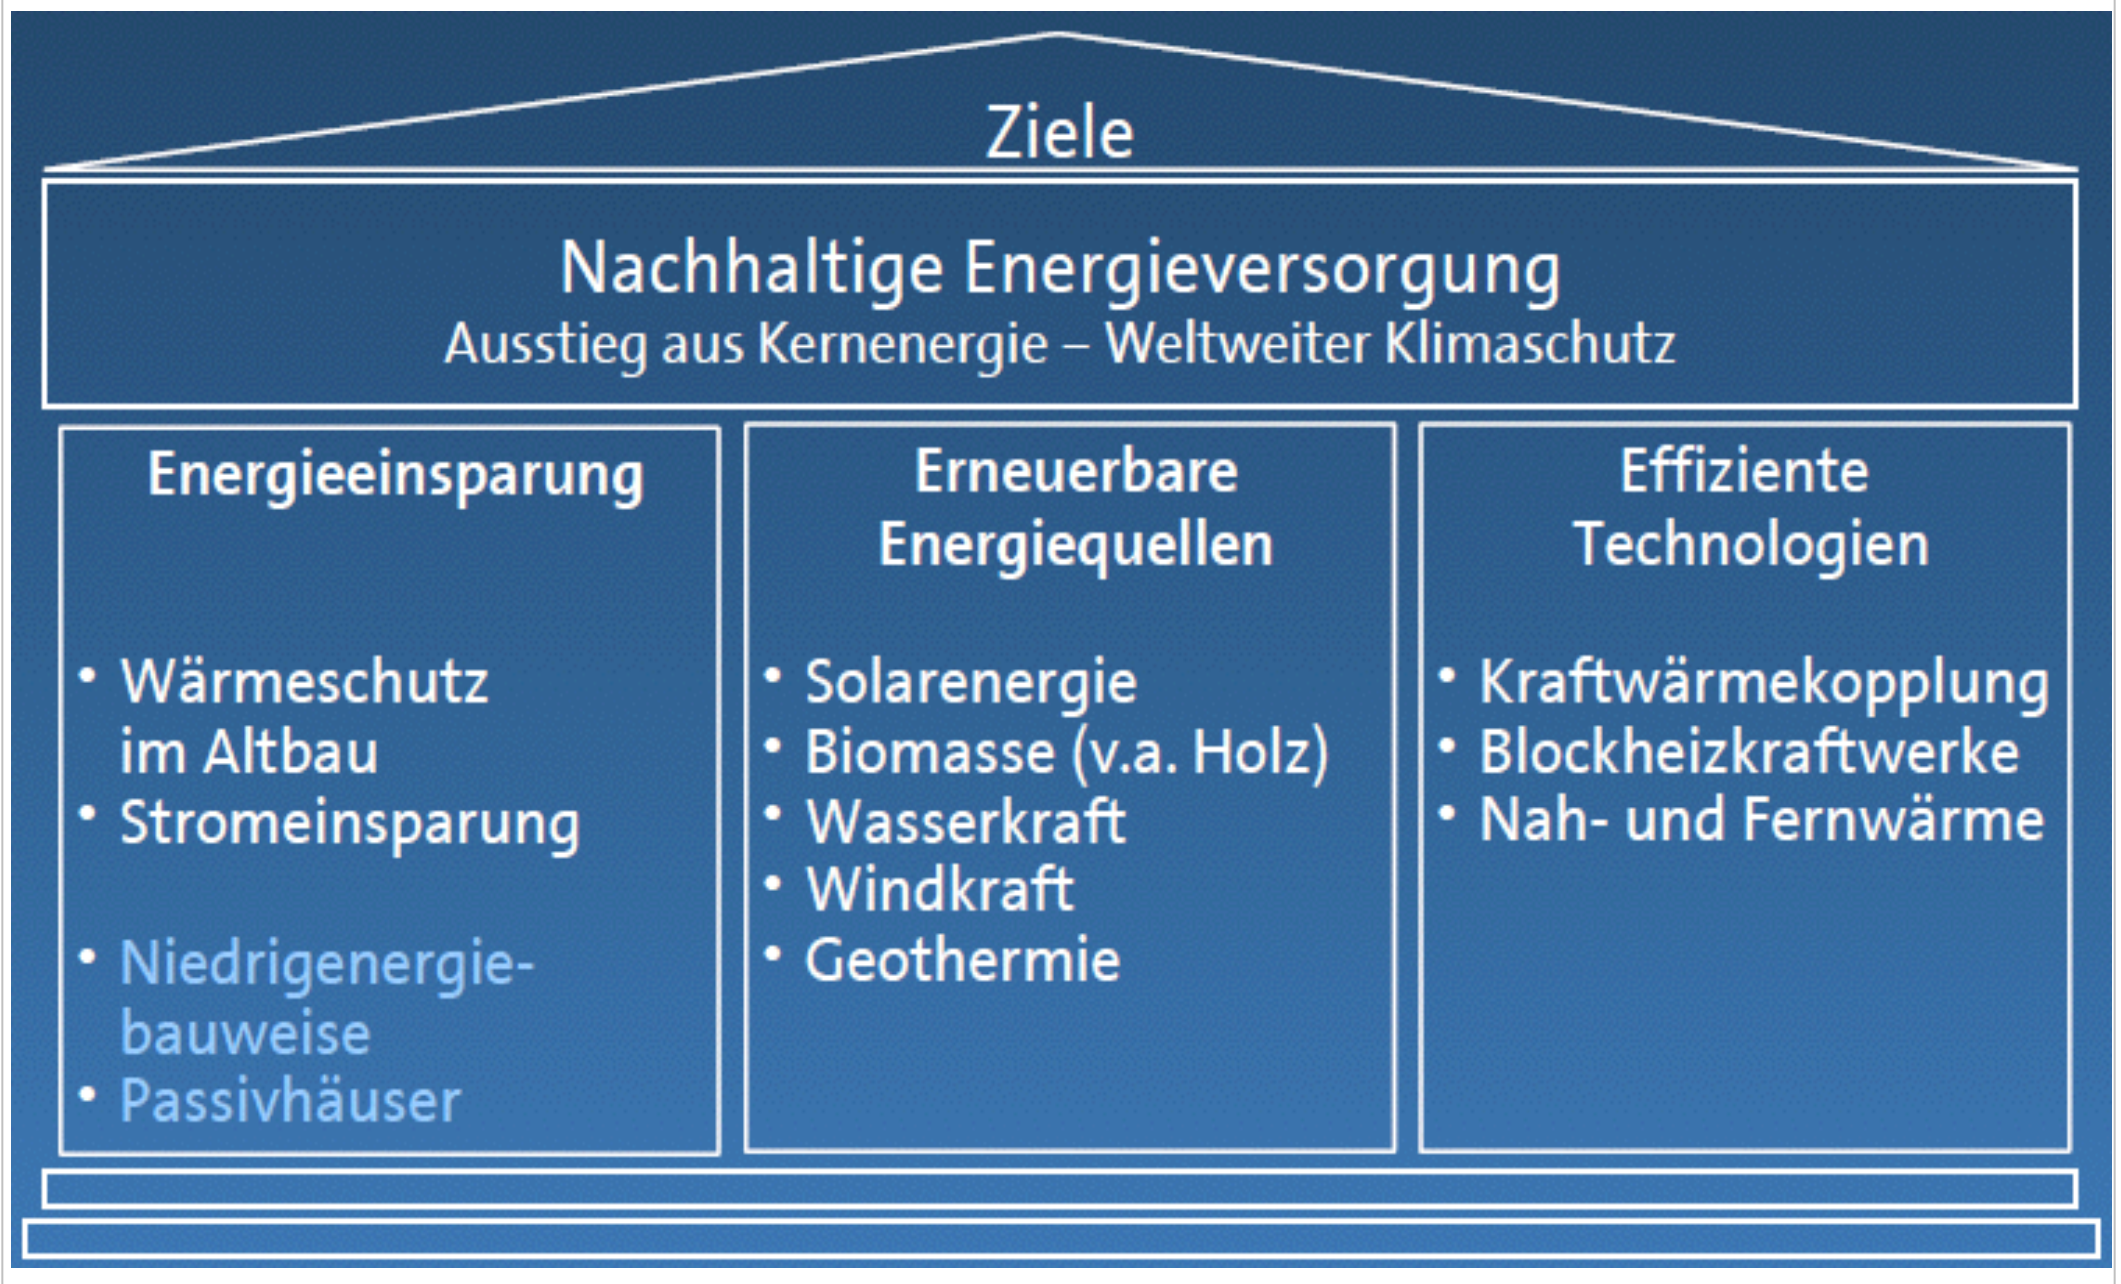 Ziele
Nachhaltige Energieversorgung
Ausstieg aus Kernenergie – Weltweiter Klimaschutz
Energieeinsparung
• Wärmeschutz
im Altbau
• Stromeinsparung
• Niedrigenergie-
bauweise
• Passivhäuser
Erneuerbare
Energiequellen
• Solarenergie
• Biomasse (v.a. Holz)
• Wasserkraft
• Windkraft
• Geothermie
Effiziente
Technologien
• Kraftwärmekopplung
• Blockheizkraftwerke
• Nah- und Fernwärme